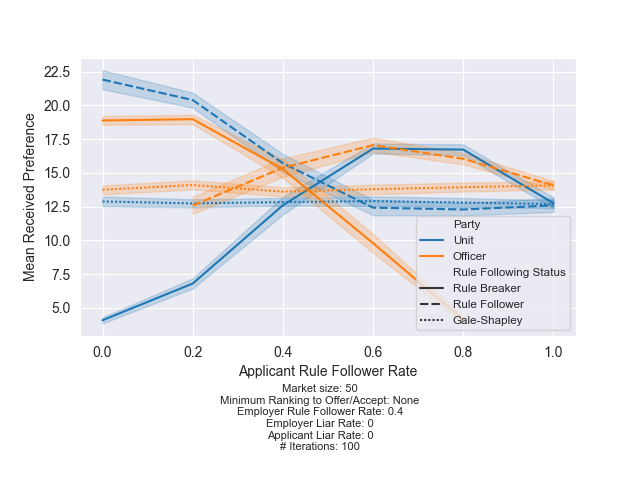 22.5
20.0
17.5
15.0
12.5
10.0
7.5
5.0
Mean Received Preference
Party
Unit
Officer
Rule Following Status
Rule Breaker
Rule Follower
Gale-Shapley
0.0 0.2 0.4 0.6 0.8 1.0
Applicant Rule Follower Rate
Market size: 50
Minimum Ranking to Offer/Accept: None
Employer Rule Follower Rate: 0.4
Employer Liar Rate: 0
Applicant Liar Rate: 0
# Iterations: 100